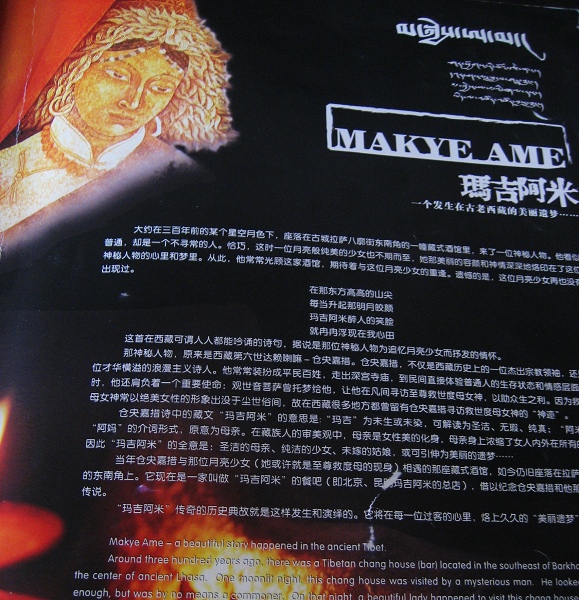 MAKYE AME
瑪吉阿米
一个发生在古老西藏的美丽遗梦……
大约在三百年前的某个星空月色下，座落在古城拉萨八廓街东南角的一幢藏式酒馆里，来了一位神秘人物。他看似
普通，却是一个不寻常的人。恰巧，这时一位月亮般纯美的少女也不期而至，她那美丽的容颜和神情深深地烙印在了这位
神秘人物的心里和梦里。从此，他常常光顾这家酒馆，期待着与这位月亮少女的重逢。遗憾的是，这位月亮少女再也没有
出现过。
在那东方高高的山尖
每当升起那明月皎颜
玛吉阿米醉人的笑脸
就冉冉浮现在我心田
这首在西藏可谓人人都能吟诵的诗句，据说是那位神秘人物为追忆月亮少女而抒发的情怀。
那神秘人物，原来是西藏第六世达赖喇嘛－仓央嘉措。仓央嘉措，不仅是西藏历史上的一位杰出宗教领袖，还
位才华横溢的浪漫主义诗人。他常常装扮成平民百姓，走出深宫寺庙，到民间直接体验普通人的生存状态和情感层面
时，他还肩负着一个重要使命：观世音菩萨曾托梦给他，让他在凡间寻访至尊救世度母女神，以助众生之利。因为救
母女神常以绝美女性的形象出没于尘世俗间，故在西藏很多地方都曾留有仓央嘉措寻访救世度母女神的“神迹”。
仓央嘉措诗中的藏文“玛吉阿米”的意思是：“玛吉”为未生或未染，可解读为圣洁、无瑕、纯真；“阿米
“阿妈”的介词形式，原意为母亲。在藏族人的审美观中，母亲是女性美的化身，母亲身上浓缩了女人内外在所有的
因此“玛吉阿米”的全意是：圣洁的母亲、纯洁的少女、未嫁的姑娘，或可引伸为美丽的遗梦……
当年仓央嘉措与那位月亮少女（她或许就是至尊救度母的现身）相遇的那座藏式酒馆，如今仍旧座落在拉萨
的东南角上。它现在是一家叫做“玛吉阿米”的餐吧（即北京、昆明玛吉阿米的总店），借以纪念仓央嘉措和他那
传说。
“玛吉阿米”传奇的历史典故就是这样发生和演绎的。它将在每一位过客的心里、烙上久久的“美丽遗梦”
Makye Ame – a beautiful story happened in the ancient Tibet.
Around three hundred years ago, there was a Tibetan chang house (bar) located in the southeast of Barkho
the center of ancient Lhasa. One moonlit night, this chang house was visited by a mysterious man. He looked
enough, but was by no means a commoner. On that night, a beautiful lady happened to visit this chang house